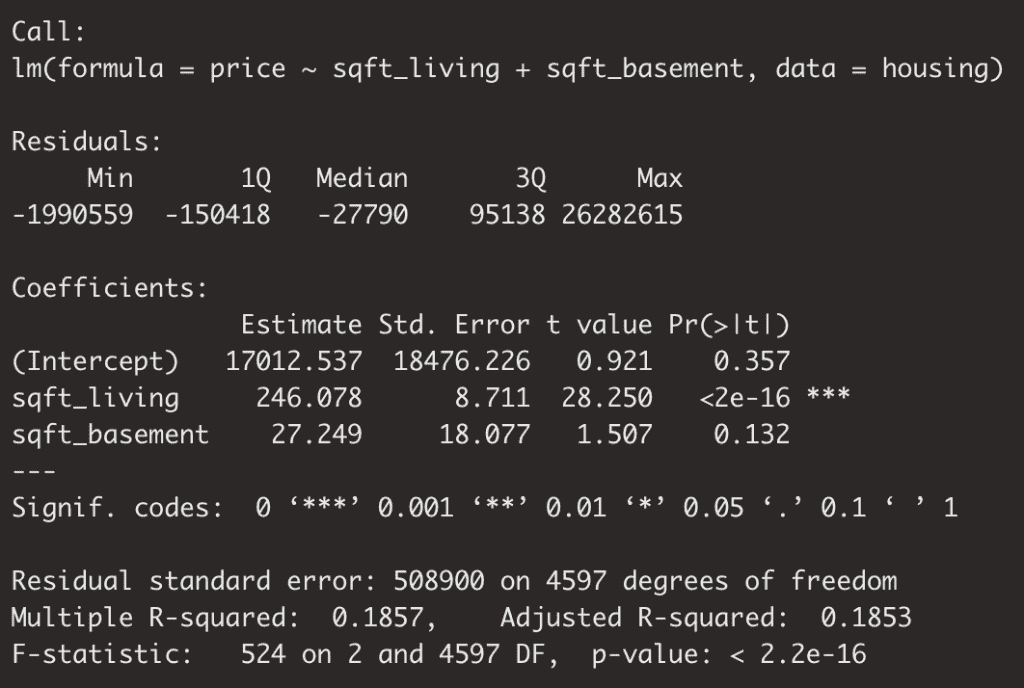 Call:
lm(formula = price ~ sqft_living + sqft_basement, data = housing)
Residuals:
Min 1Q Median 3Q Max
-1990559 -150418 -27790 95138 26282615
Coefficients:
Estimate Std. Error t value Pr(>|t|)
(Intercept) 17012.537 18476.226 0.921 0.357
sqft_living 246.078 8.711 28.250 <2e-16 ***
sqft_basement 27.249 18.077 1.507 0.132
---
Signif. codes: 0 ‘***’ 0.001 ‘**’ 0.01 ‘*’ 0.05 ‘.’ 0.1 ‘ ’ 1
Residual standard error: 508900 on 4597 degrees of freedom
Multiple R-squared: 0.1857, Adjusted R-squared: 0.1853
F-statistic: 524 on 2 and 4597 DF, p-value: < 2.2e-16